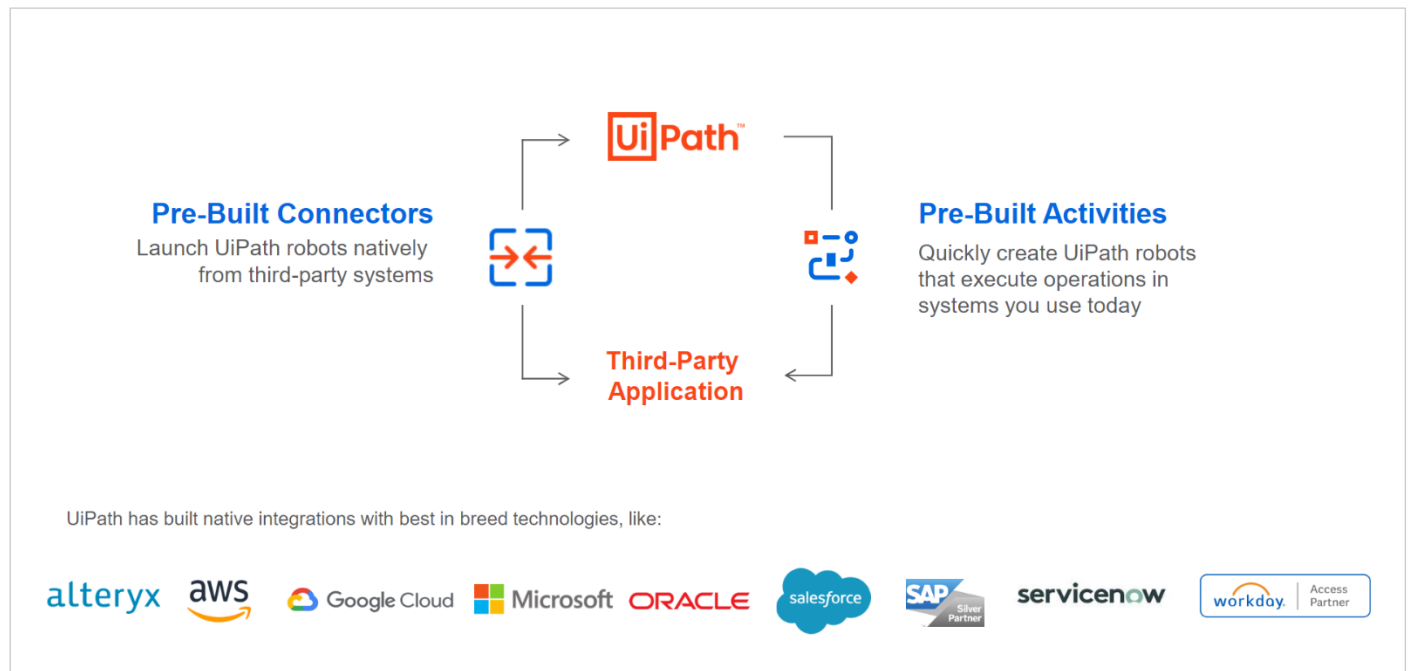 UiPath™
Pre-Built Connectors
Launch UiPath robots natively
from third-party systems
Pre-Built Activities
Quickly create UiPath robots
that execute operations in
systems you use today
Third-Party
Application
UiPath has built native integrations with best in breed technologies, like:
alteryx
aws
Google Cloud
Microsoft
ORACLE
salesforce
SAP
Silver
Partner
servicenow
workday.
Access
Partner